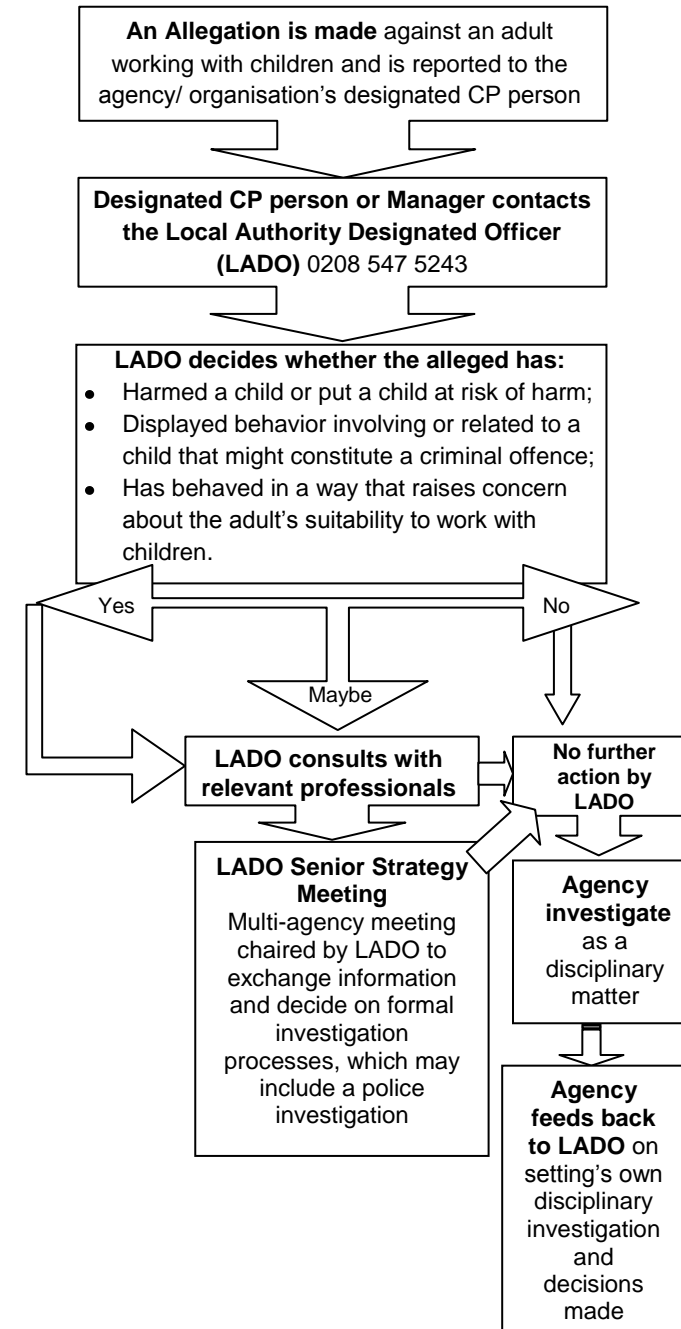 An Allegation is made against an adult
working with children and is reported to the
agency/ organisation's designated CP person
Designated CP person or Manager contacts
the Local Authority Designated Officer
(LADO) 0208 547 5243
LADO decides whether the alleged has:
• Harmed a child or put a child at risk of harm;
• Displayed behavior involving or related to a
child that might constitute a criminal offence;
• Has behaved in a way that raises concern
about the adult's suitability to work with
children.
Yes
No
Maybe
LADO consults with
relevant professionals
No further
action by
LADO
LADO Senior Strategy
Meeting
Multi-agency meeting
chaired by LADO to
exchange information
and decide on formal
investigation
processes, which may
include a police
investigation
Agency
investigate
as a
disciplinary
matter
Agency
feeds back
to LADO on
setting's own
disciplinary
investigation
and
decisions
made